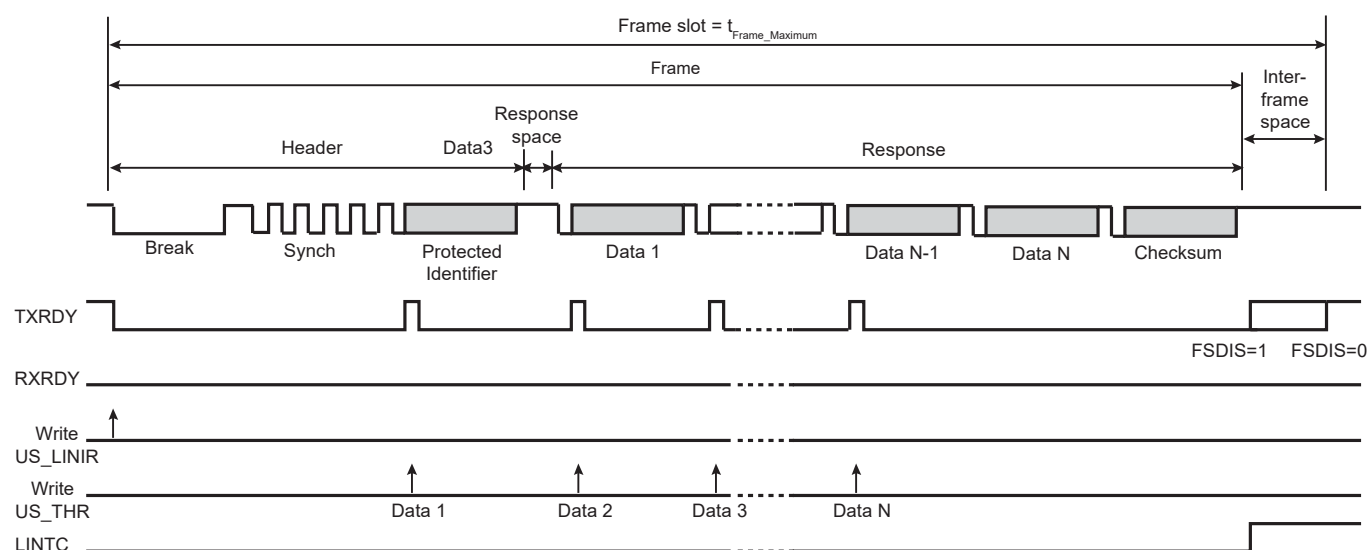 Frame slot = tFrame_Maximum
Frame
Inter-
frame
space
Response
space
Header
Data3
Response
Break
Synch
Protected
Identifier
Data 1
Data N-1
Data N
Checksum
TXRDY
FSDIS=1
FSDIS=0
RXRDY
Write
US_LINIR
Write
US_THR
Data 1
Data 2
Data 3
Data N
LINTC